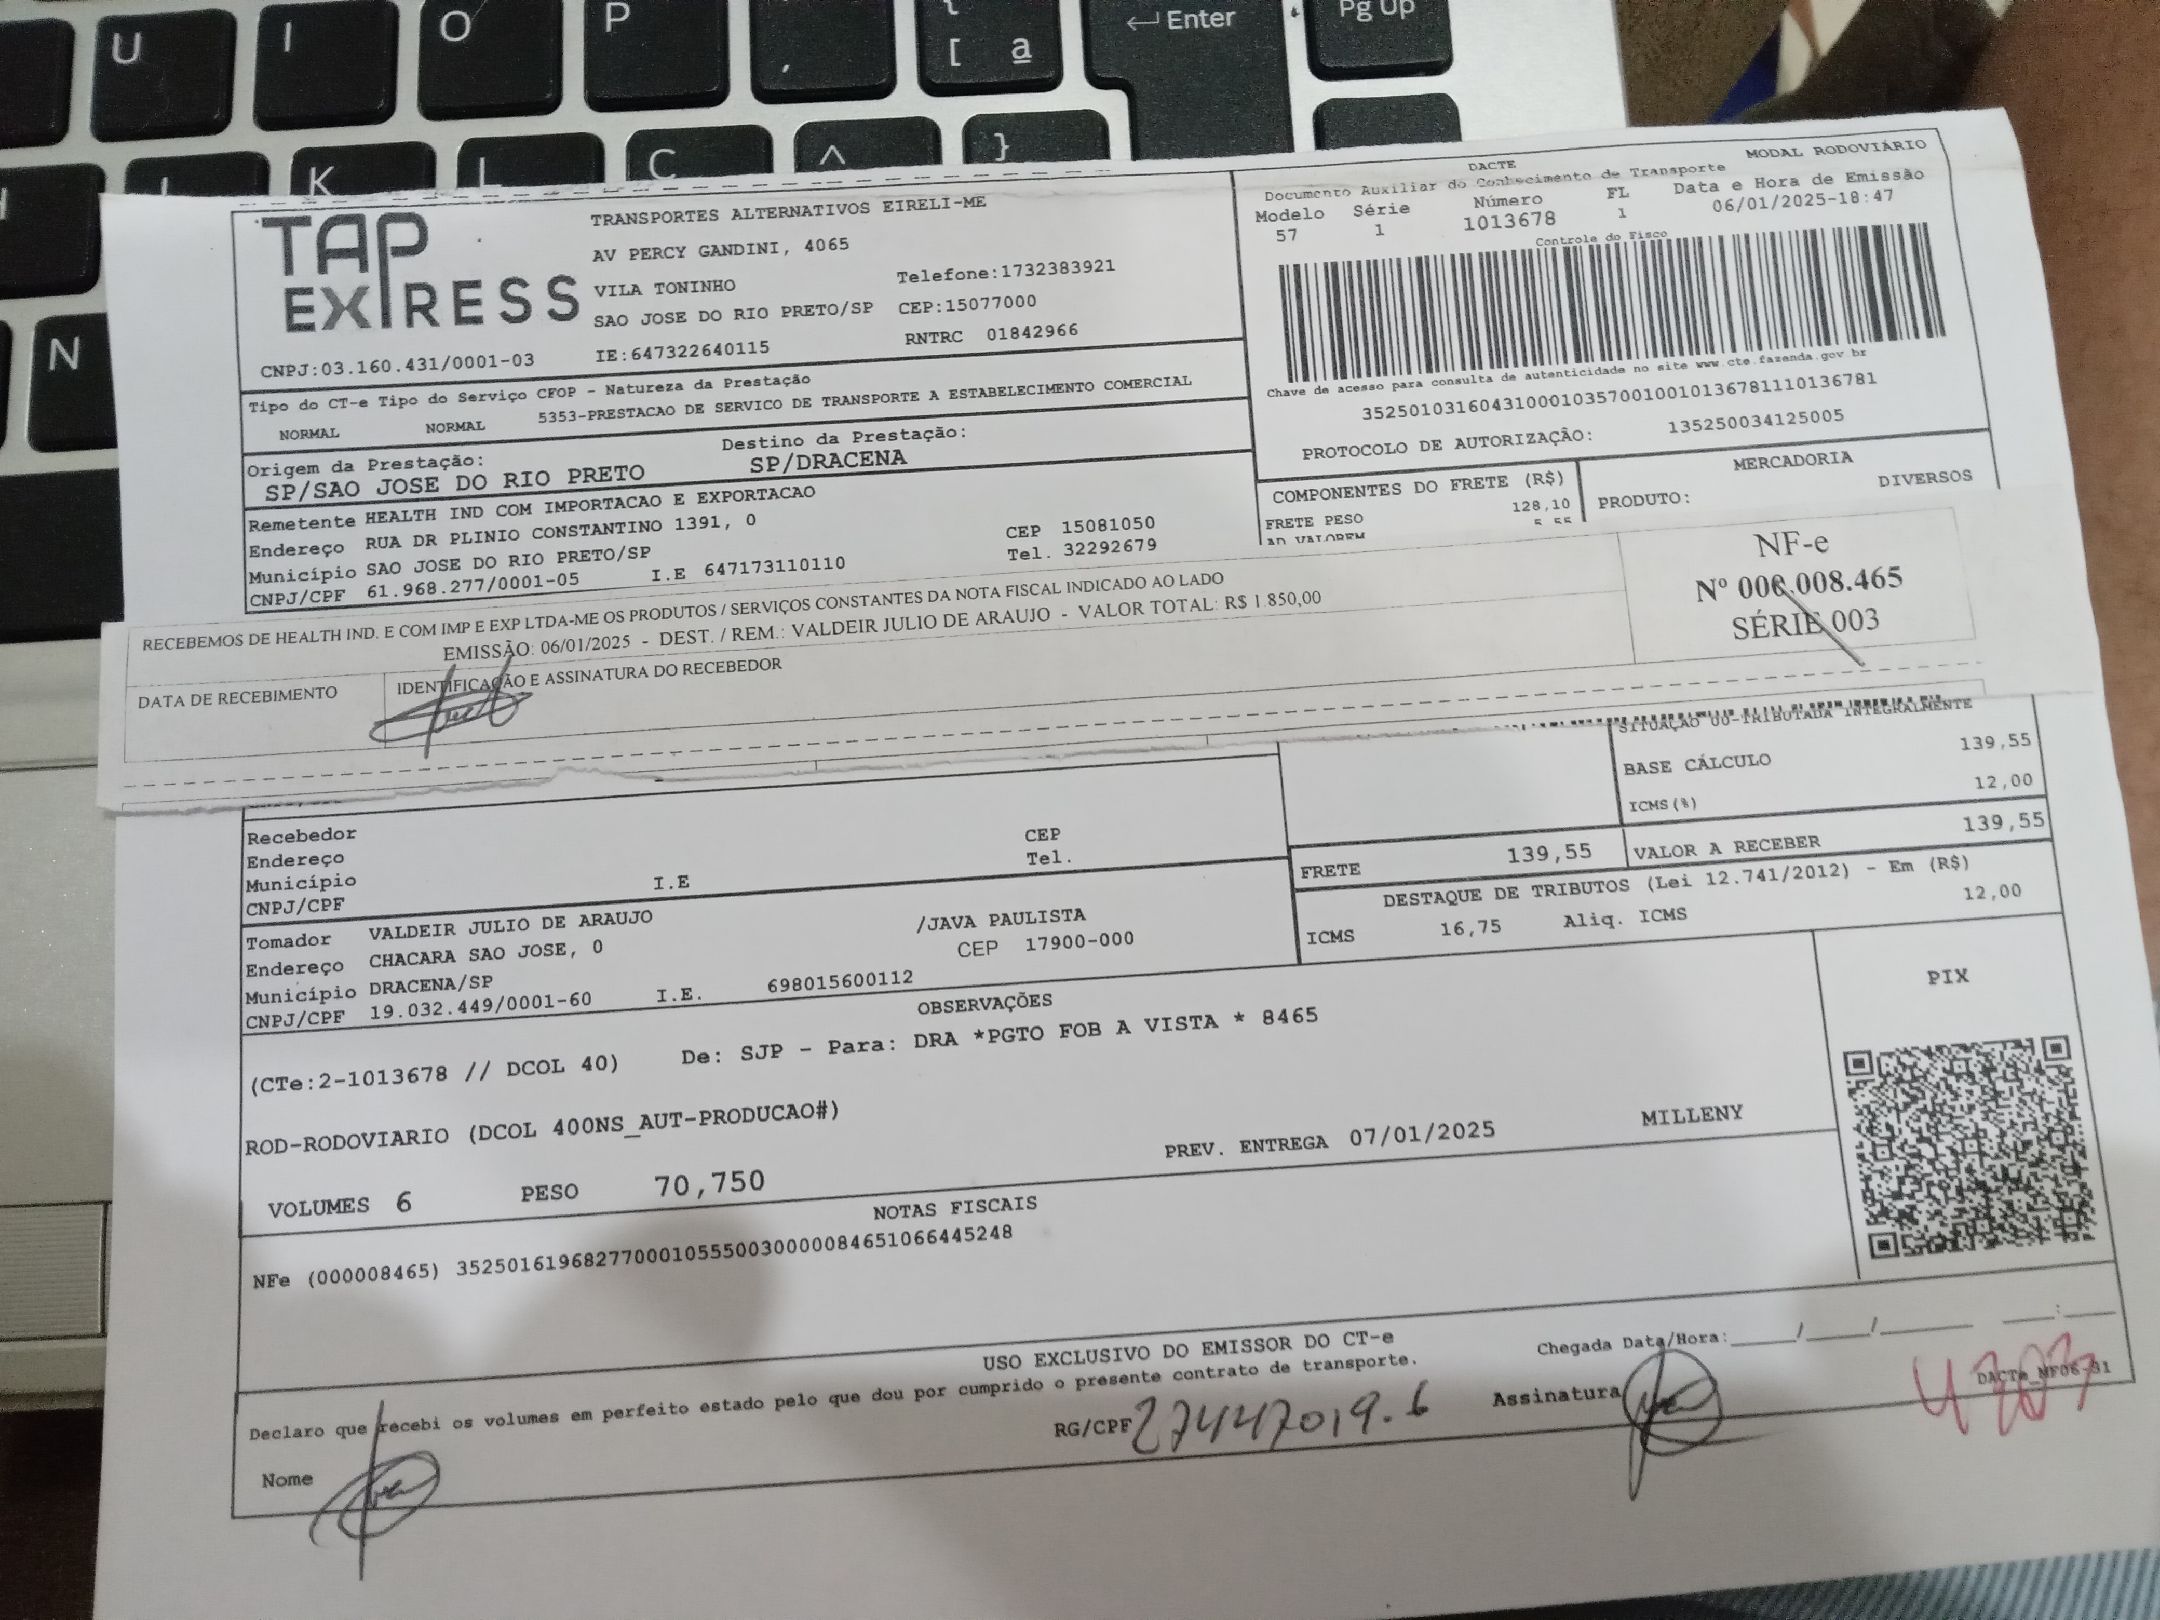 U I O P { [ ª , Enter Pg Up
K L Ç ^ }
N
TAP EXPRESS
TRANSPORTES ALTERNATIVOS EIRELI-ME
AV PERCY GANDINI, 4065
VILA TONINHO Telefone:1732383921
SAO JOSE DO RIO PRETO/SP CEP:15077000
CNPJ:03.160.431/0001-03 IE:647322640115 RNTRC 01842966
DACTE MODAL RODOVIÁRIO
Documento Auxiliar do Conhecimento de Transporte
Modelo Série Número FL Data e Hora de Emissão
57 1 1013678 1 06/01/2025-18:47
Controle do Fisco
Chave de acesso para consulta de autenticidade no site www.cte.fazenda.gov.br
35250103160431000103570010010136781110136781
PROTOCOLO DE AUTORIZAÇÃO: 135250034125005
Tipo do CT-e Tipo do Serviço CFOP - Natureza da Prestação
NORMAL NORMAL 5353-PRESTACAO DE SERVICO DE TRANSPORTE A ESTABELECIMENTO COMERCIAL
Origem da Prestação: Destino da Prestação:
SP/SAO JOSE DO RIO PRETO SP/DRACENA
Remetente HEALTH IND COM IMPORTACAO E EXPORTACAO
Endereço RUA DR PLINIO CONSTANTINO 1391, 0 CEP 15081050
Município SAO JOSE DO RIO PRETO/SP Tel. 32292679
CNPJ/CPF 61.968.277/0001-05 I.E 647173110110
COMPONENTES DO FRETE (R$) MERCADORIA
FRETE PESO 128,10 PRODUTO: DIVERSOS
AD VALOREM
RECEBEMOS DE HEALTH IND. E COM IMP E EXP LTDA-ME OS PRODUTOS / SERVIÇOS CONSTANTES DA NOTA FISCAL INDICADO AO LADO
EMISSÃO: 06/01/2025 - DEST. / REM.: VALDEIR JULIO DE ARAUJO - VALOR TOTAL: R$ 1.850,00
DATA DE RECEBIMENTO IDENTIFICAÇÃO E ASSINATURA DO RECEBEDOR
NF-e
Nº 000.008.465
SÉRIE 003
SITUAÇÃO 00-TRIBUTADA INTEGRALMENTE
BASE CÁLCULO 139,55
ICMS(%) 12,00
FRETE 139,55 VALOR A RECEBER 139,55
DESTAQUE DE TRIBUTOS (Lei 12.741/2012) - Em (R$)
ICMS 16,75 Aliq. ICMS 12,00
Recebedor CEP
Endereço Tel.
Município I.E
CNPJ/CPF
Tomador VALDEIR JULIO DE ARAUJO /JAVA PAULISTA
Endereço CHACARA SAO JOSE, 0 CEP 17900-000
Município DRACENA/SP
CNPJ/CPF 19.032.449/0001-60 I.E. 698015600112
OBSERVAÇÕES
(CTe:2-1013678 // DCOL 40) De: SJP - Para: DRA *PGTO FOB A VISTA * 8465
ROD-RODOVIARIO (DCOL 400NS_AUT-PRODUCAO#)
PREV. ENTREGA 07/01/2025 MILLENY
VOLUMES 6 PESO 70,750
PIX
NOTAS FISCAIS
NFe (000008465) 35250161968277000105550030000084651066445248
USO EXCLUSIVO DO EMISSOR DO CT-e
Declaro que recebi os volumes em perfeito estado pelo que dou por cumprido o presente contrato de transporte.
Chegada Data/Hora:_____/_____/_______ ____:____
Nome RG/CPF 27447019.6 Assinatura